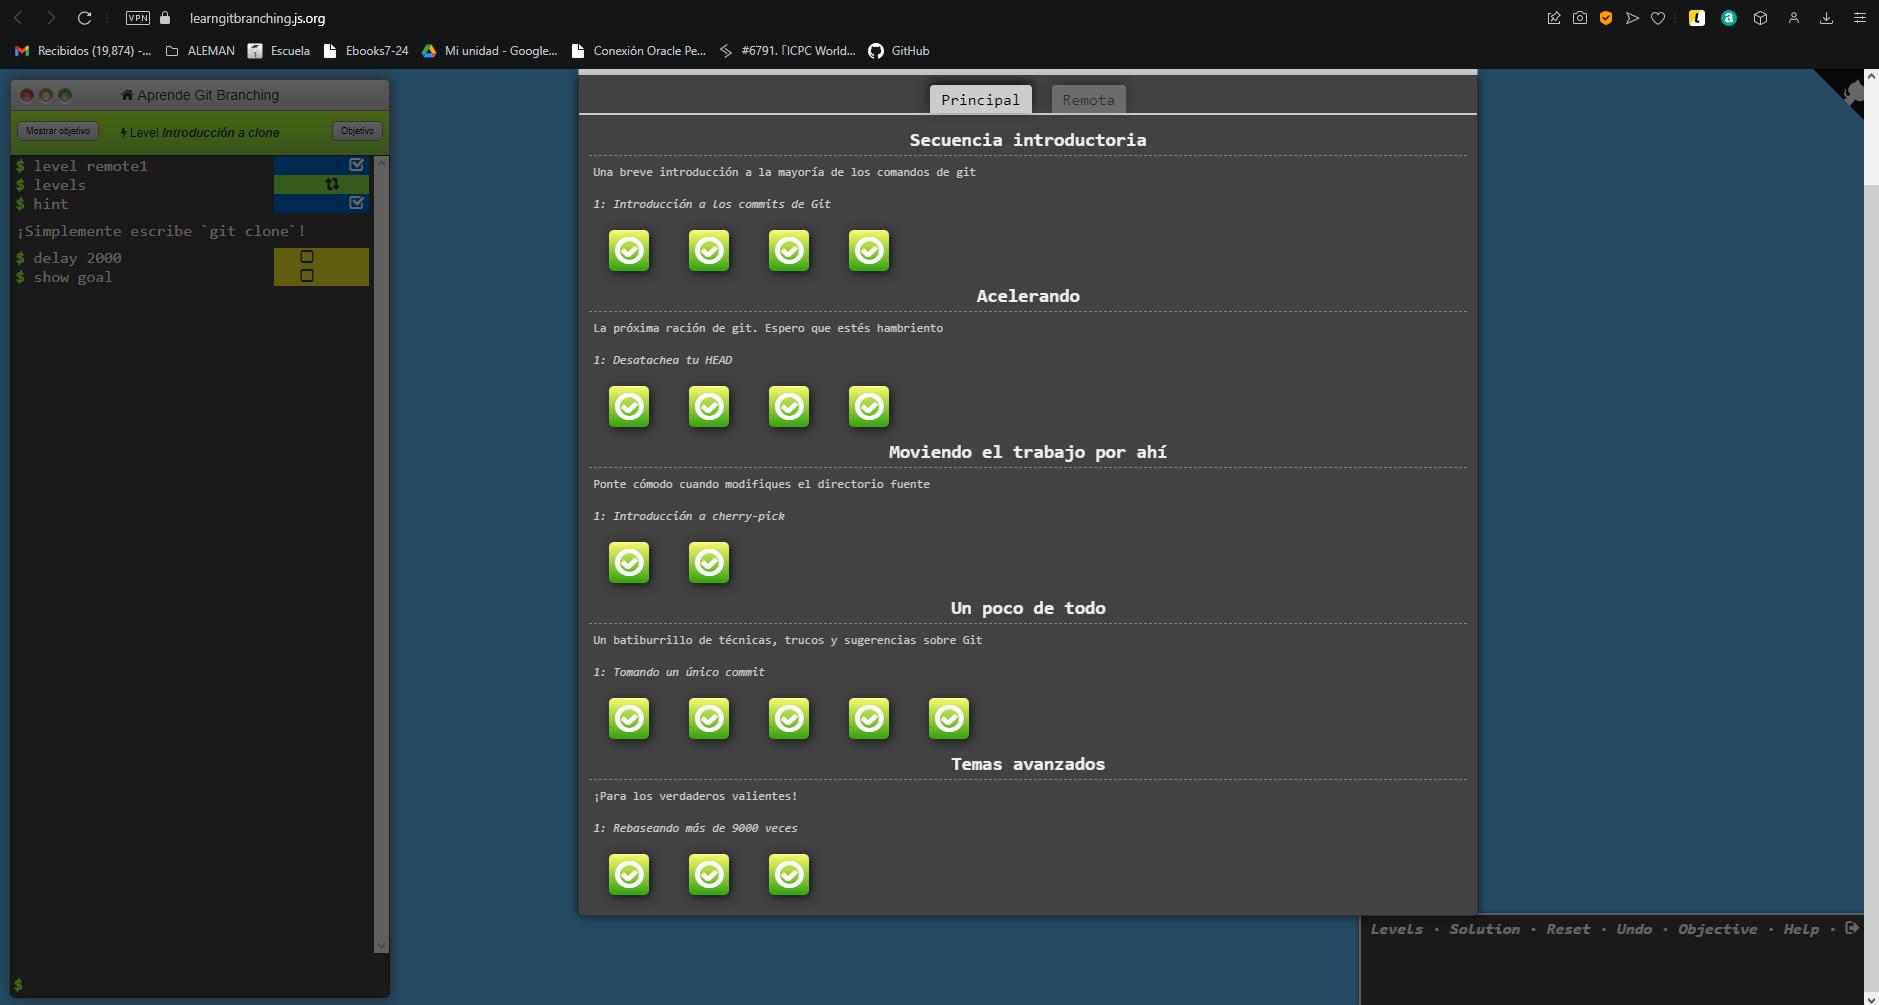 VPN learngitbranching.js.org
Recibidos (19,874) -... ALEMAN Escuela Ebooks7-24 Mi unidad - Google... Conexión Oracle Pe... #6791. ГICPC World... GitHub
Aprende Git Branching
Mostrar objetivo Level Introducción a clone Objetivo
$ level remote1
$ levels
$ hint
¡Simplemente escribe `git clone`!
$ delay 2000
$ show goal
$
Principal Remota
Secuencia introductoria
Una breve introducción a la mayoría de los comandos de git
1: Introducción a los commits de Git
Acelerando
La próxima ración de git. Espero que estés hambriento
1: Desatachea tu HEAD
Moviendo el trabajo por ahí
Ponte cómodo cuando modifiques el directorio fuente
1: Introducción a cherry-pick
Un poco de todo
Un batiburrillo de técnicas, trucos y sugerencias sobre Git
1: Tomando un único commit
Temas avanzados
¡Para los verdaderos valientes!
1: Rebaseando más de 9000 veces
Levels · Solution · Reset · Undo · Objective · Help ·